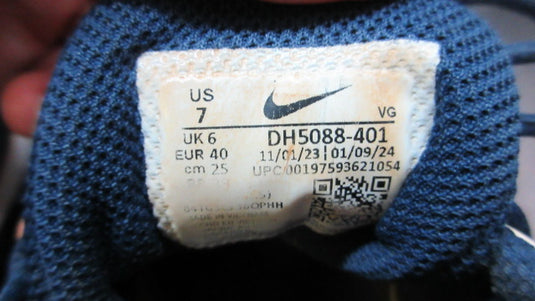 US
7
VG
UK 6
DH5088-401
EUR 40
11/01/23 | 01/09/24
cm 25
UPC/00197593621054